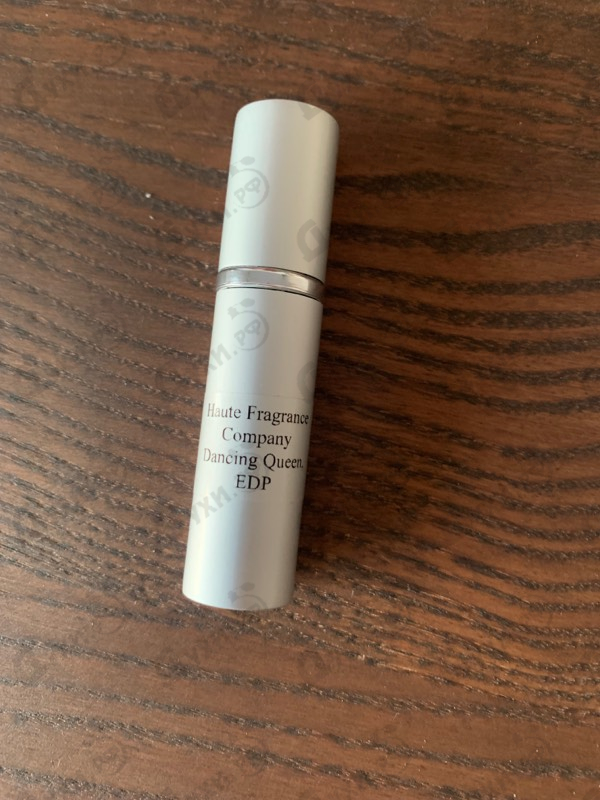 Haute Fragrance
Company
Dancing Queen,
EDP